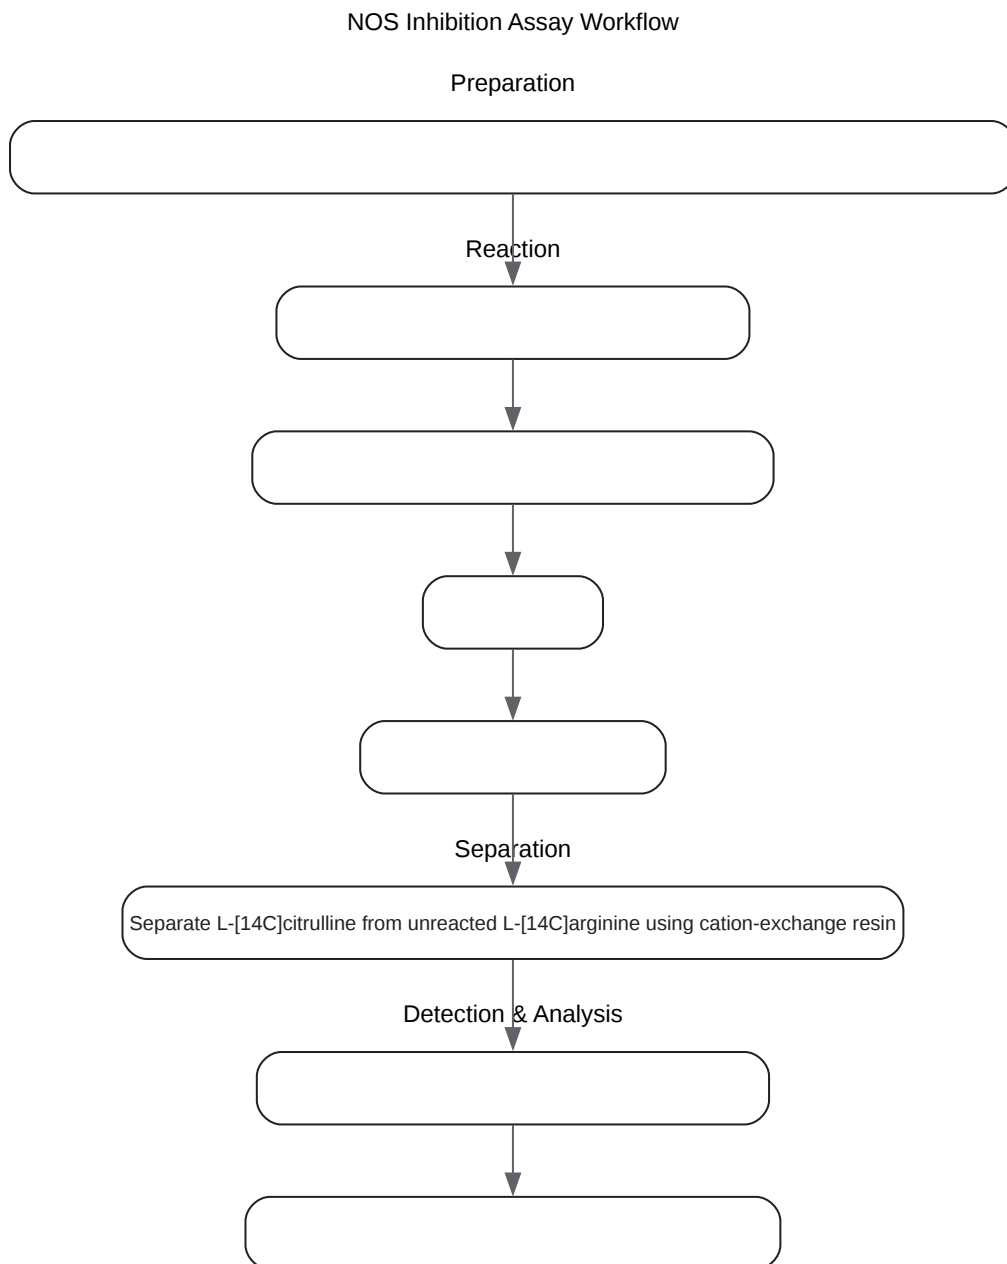 NOS Inhibition Assay Workflow
Preparation
Reaction
Separation
Separate L-[14C]citrulline from unreacted L-[14C]arginine using cation-exchange resin
Detection & Analysis